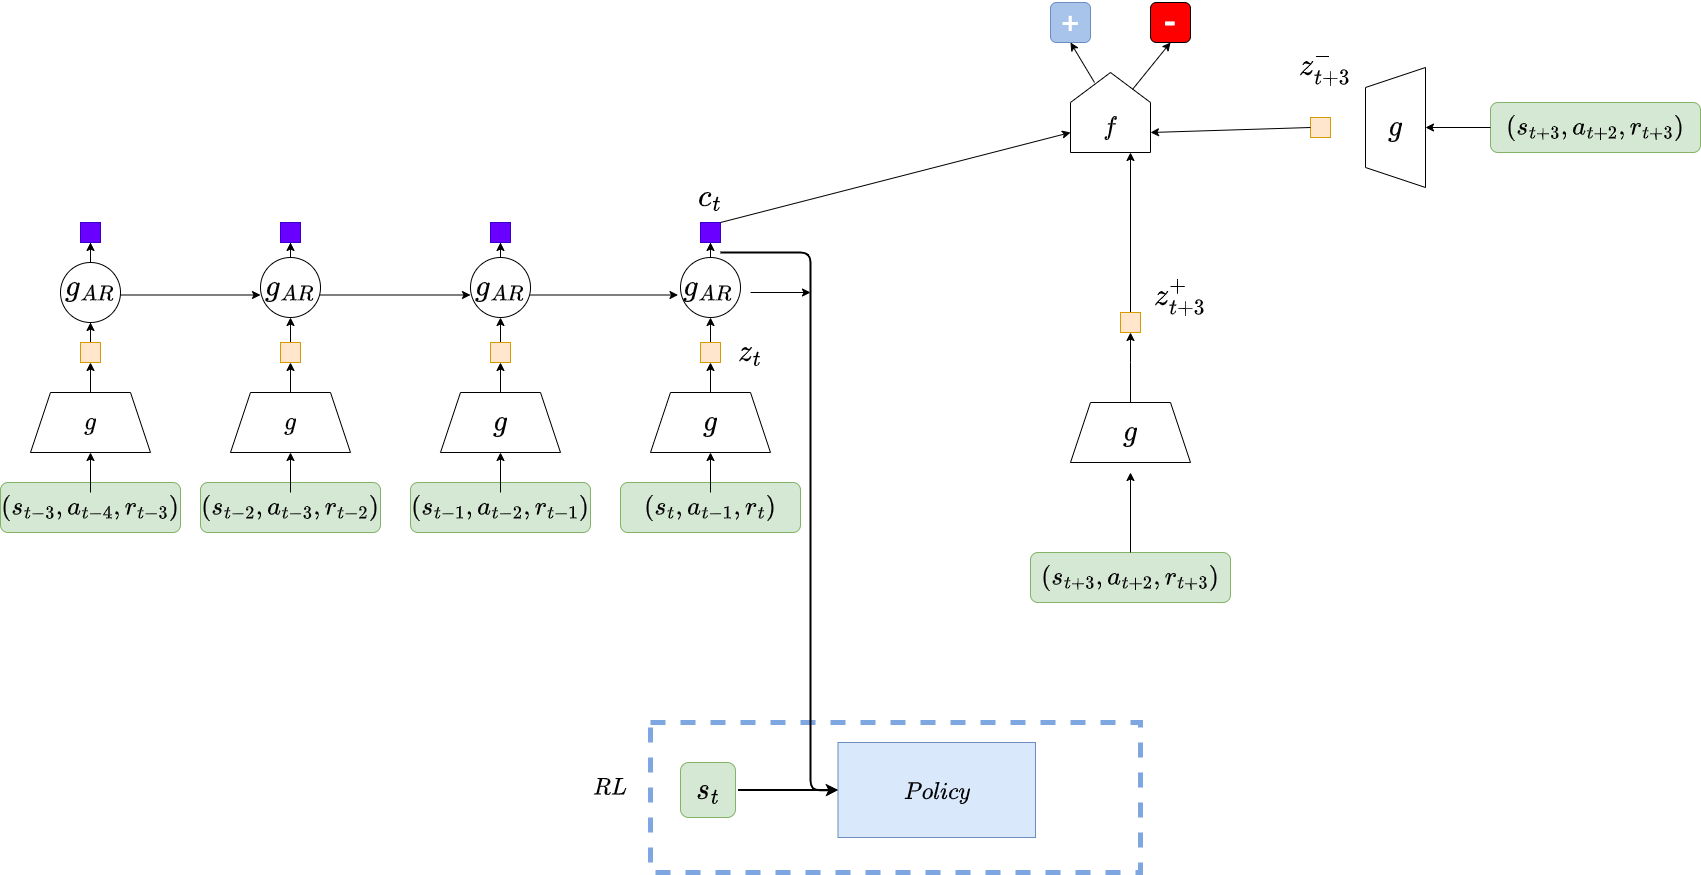 +
-
z^-_{t+3}
f
g
(s_{t+3}, a_{t+2}, r_{t+3})
c_t
g_{AR}
g_{AR}
g_{AR}
g_{AR}
z^+_{t+3}
z_t
g
g
g
g
g
(s_{t-3}, a_{t-4}, r_{t-3})
(s_{t-2}, a_{t-3}, r_{t-2})
(s_{t-1}, a_{t-2}, r_{t-1})
(s_t, a_{t-1}, r_t)
(s_{t+3}, a_{t+2}, r_{t+3})
RL
s_t
Policy